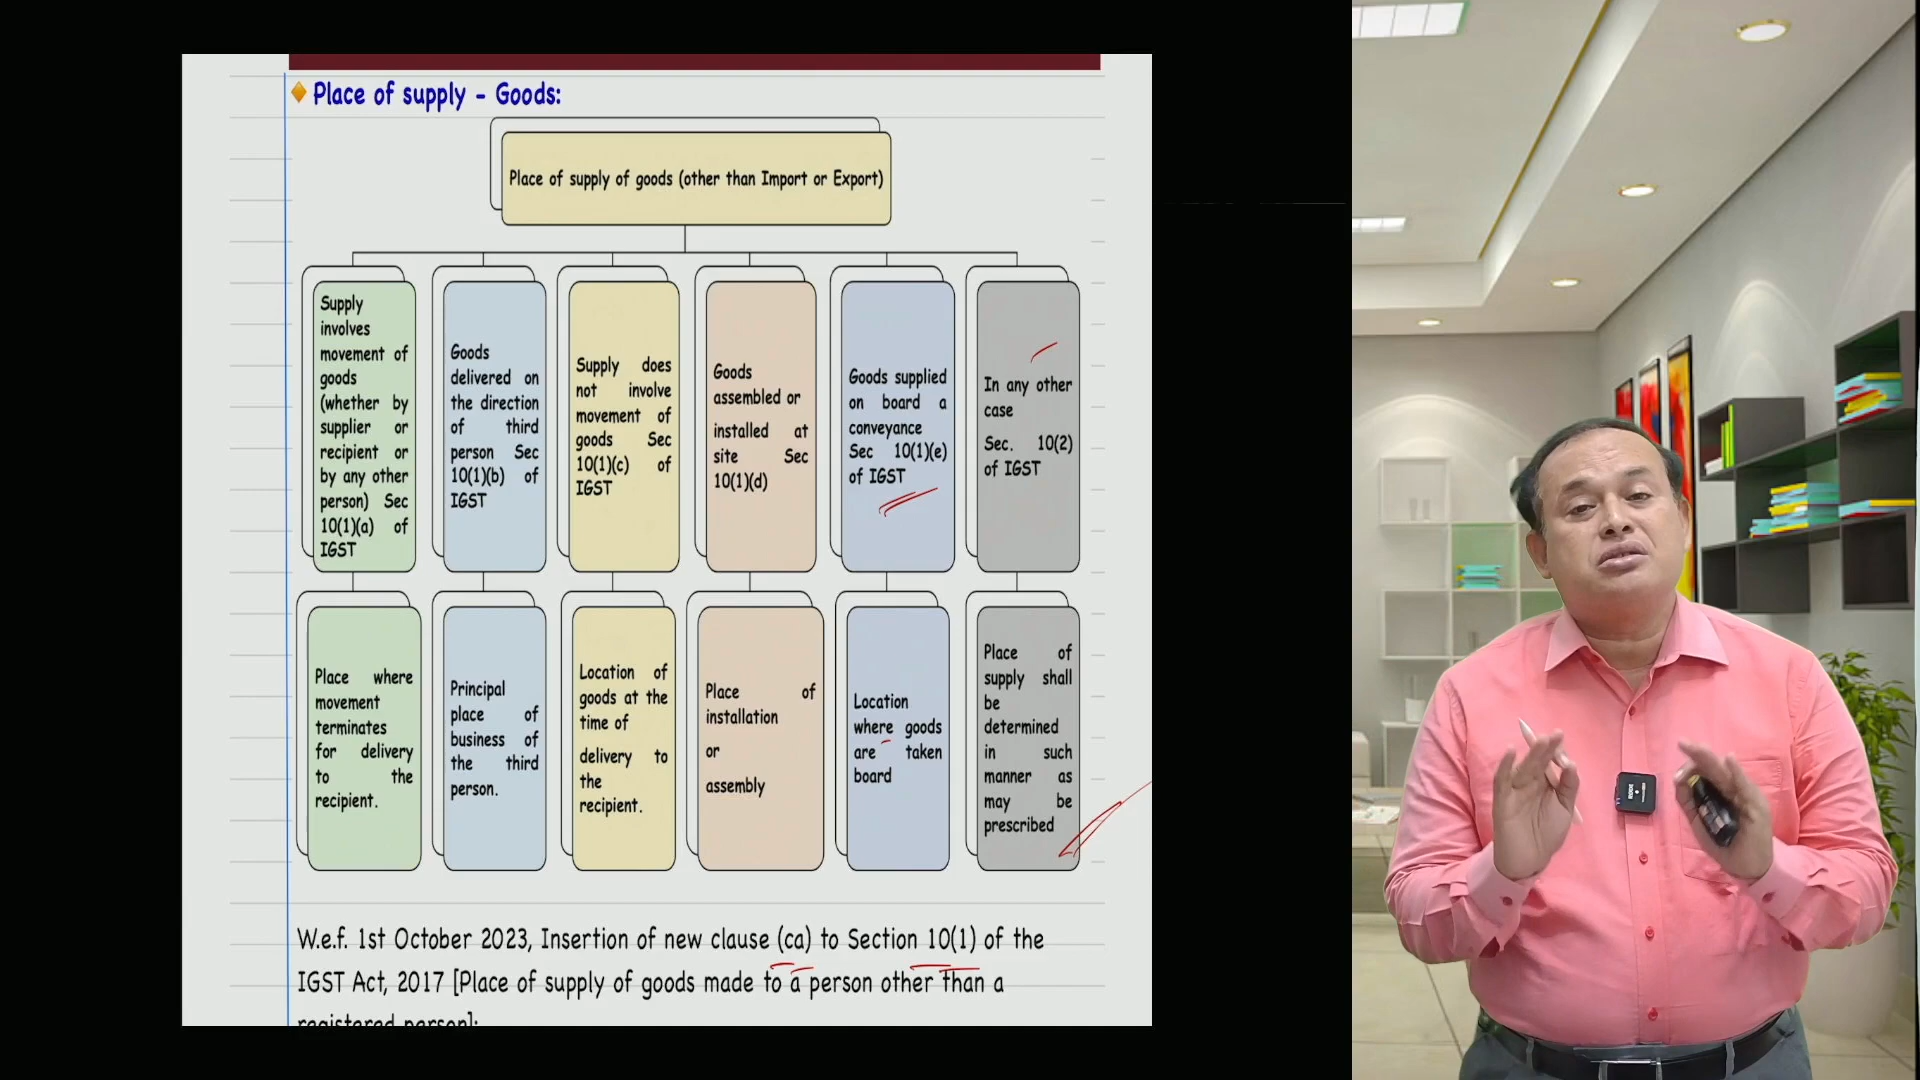 Place of supply - Goods:
Place of supply of goods (other than Import or Export)
Supply
involves
movement of
goods
(whether by
supplier or
recipient or
by any other
person) Sec
10(1)(a) of
IGST
Goods
delivered on
the direction
of third
person Sec
10(1)(b) of
IGST
Supply does
not involve
movement of
goods Sec
10(1)(c) of
IGST
Goods
assembled or
installed at
site Sec
10(1)(d)
Goods supplied
on board a
conveyance
Sec 10(1)(e)
of IGST
In any other
case
Sec. 10(2)
of IGST
Place where
movement
terminates
for delivery
to the
recipient.
Principal
place of
business of
the third
person.
Location of
goods at the
time of
delivery to
the
recipient.
Place of
installation
or
assembly
Location
where goods
are taken
board
Place of
supply shall
be
determined
in such
manner as
may be
prescribed
W.e.f. 1st October 2023, Insertion of new clause (ca) to Section 10(1) of the
IGST Act, 2017 [Place of supply of goods made to a person other than a
registered person]: